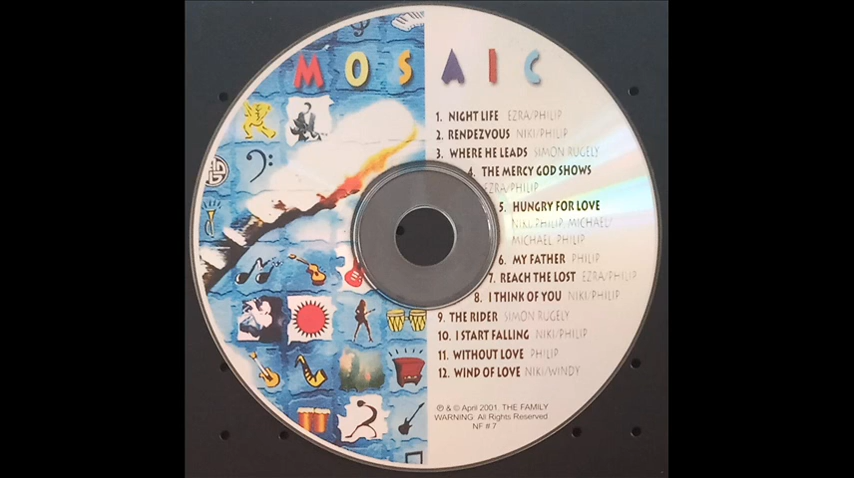 MOSAIC
1. NIGHT LIFE EZRA/PHILIP
2. RENDEZVOUS NIKI/PHILIP
3. WHERE HE LEADS SIMON RUGELY
4. THE MERCY GOD SHOWS
EZRA/PHILIP
5. HUNGRY FOR LOVE
NIKI, PHILIP, MICHAEL/
MICHAEL, PHILIP
6. MY FATHER PHILIP
7. REACH THE LOST EZRA/PHILIP
8. I THINK OF YOU NIKI/PHILIP
9. THE RIDER SIMON RUGELY
10. I START FALLING NIKI/PHILIP
11. WITHOUT LOVE PHILIP
12. WIND OF LOVE NIKI/WINDY
℗ & © April 2001. THE FAMILY
WARNING: All Rights Reserved
NF # 7